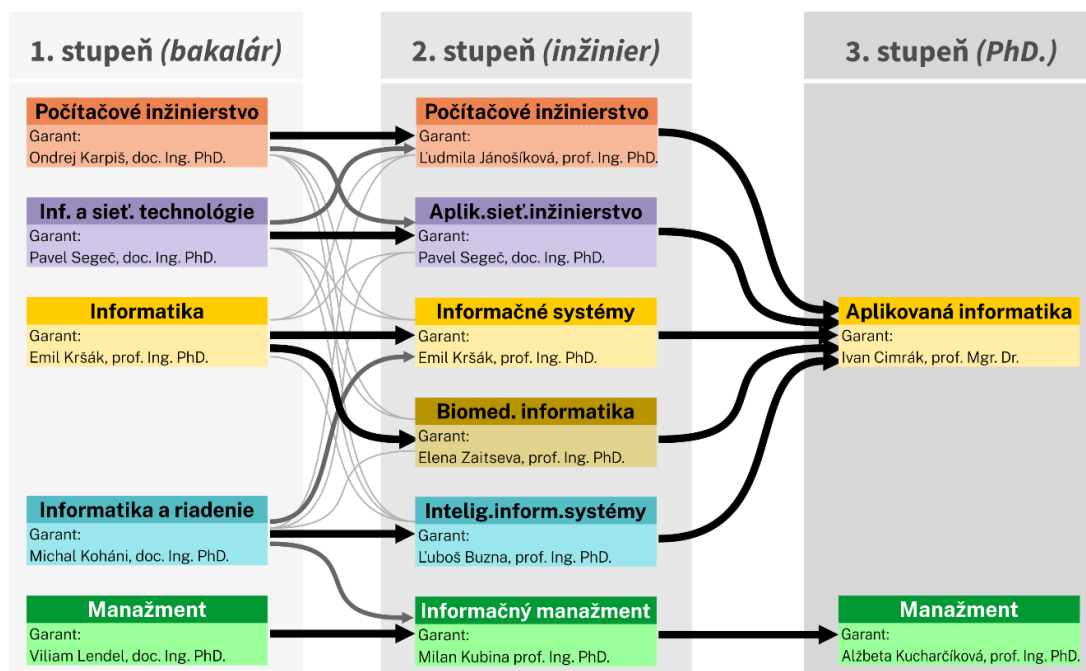 1. stupeň (bakalár)
Počítačové inžinierstvo
Garant:
Ondrej Karpiš, doc. Ing. PhD.
Inf. a sieť. technológie
Garant:
Pavel Segeč, doc. Ing. PhD.
Informatika
Garant:
Emil Kršák, prof. Ing. PhD.
Informatika a riadenie
Garant:
Michal Koháni, doc. Ing. PhD.
Manažment
Garant:
Viliam Lendel, doc. Ing. PhD.
2. stupeň (inžinier)
Počítačové inžinierstvo
Garant:
Ľudmila Jánošíková, prof. Ing. PhD.
Aplik.sieť.inžinierstvo
Garant:
Pavel Segeč, doc. Ing. PhD.
Informačné systémy
Garant:
Emil Kršák, prof. Ing. PhD.
Biomed. informatika
Garant:
Elena Zaitseva, prof. Ing. PhD.
Intelig.inform.systémy
Garant:
Ľuboš Buzna, prof. Ing. PhD.
Informačný manažment
Garant:
Milan Kubina prof. Ing. PhD.
3. stupeň (PhD.)
Aplikovaná informatika
Garant:
Ivan Cimrák, prof. Mgr. Dr.
Manažment
Garant:
Alžbeta Kucharčíková, prof. Ing. PhD.